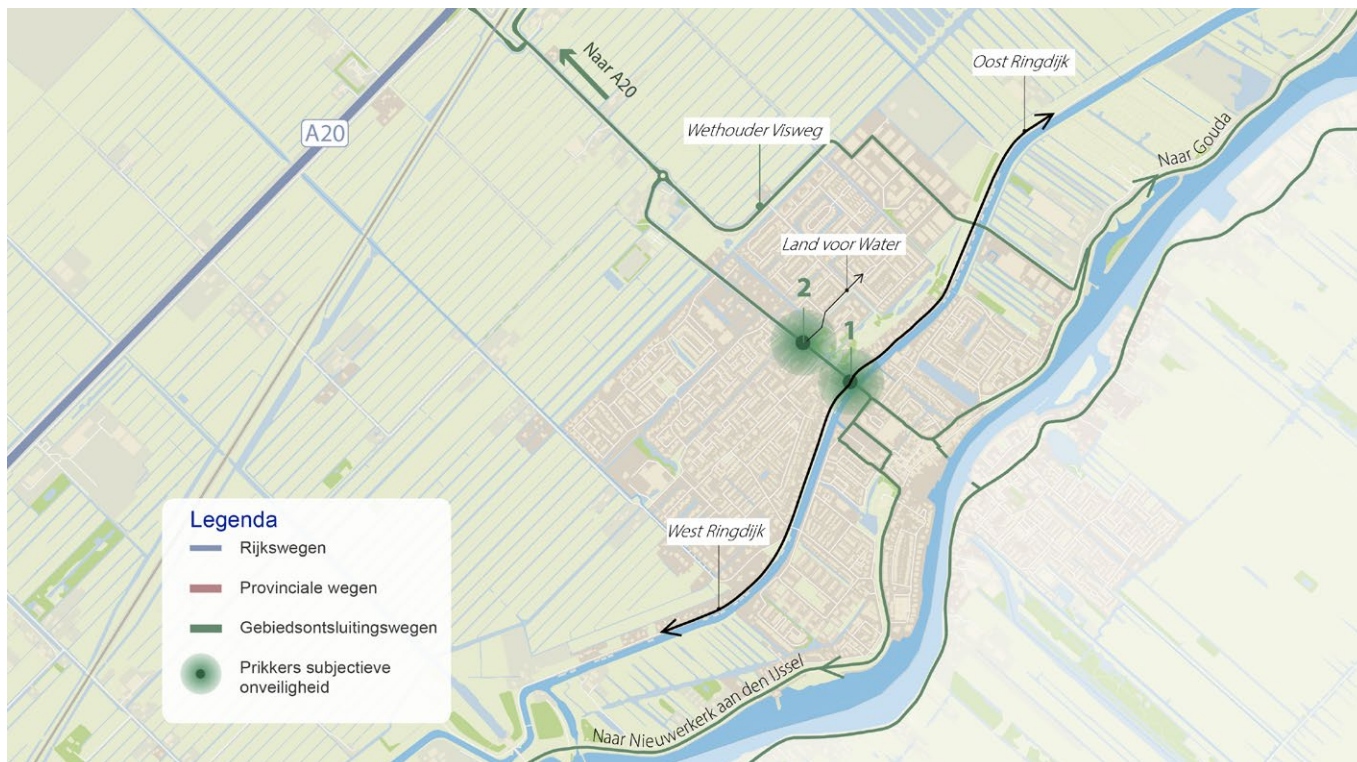 Oost Ringdijk
Naar A20
A20
Wethouder Visweg
Naar Gouda
Land voor Water
2
1
West Ringdijk
Legenda
Rijkswegen
Provinciale wegen
Gebiedsontsluitingswegen
Prikkers subjectieve
onveiligheid
Naar Nieuwerkerk aan den IJssel